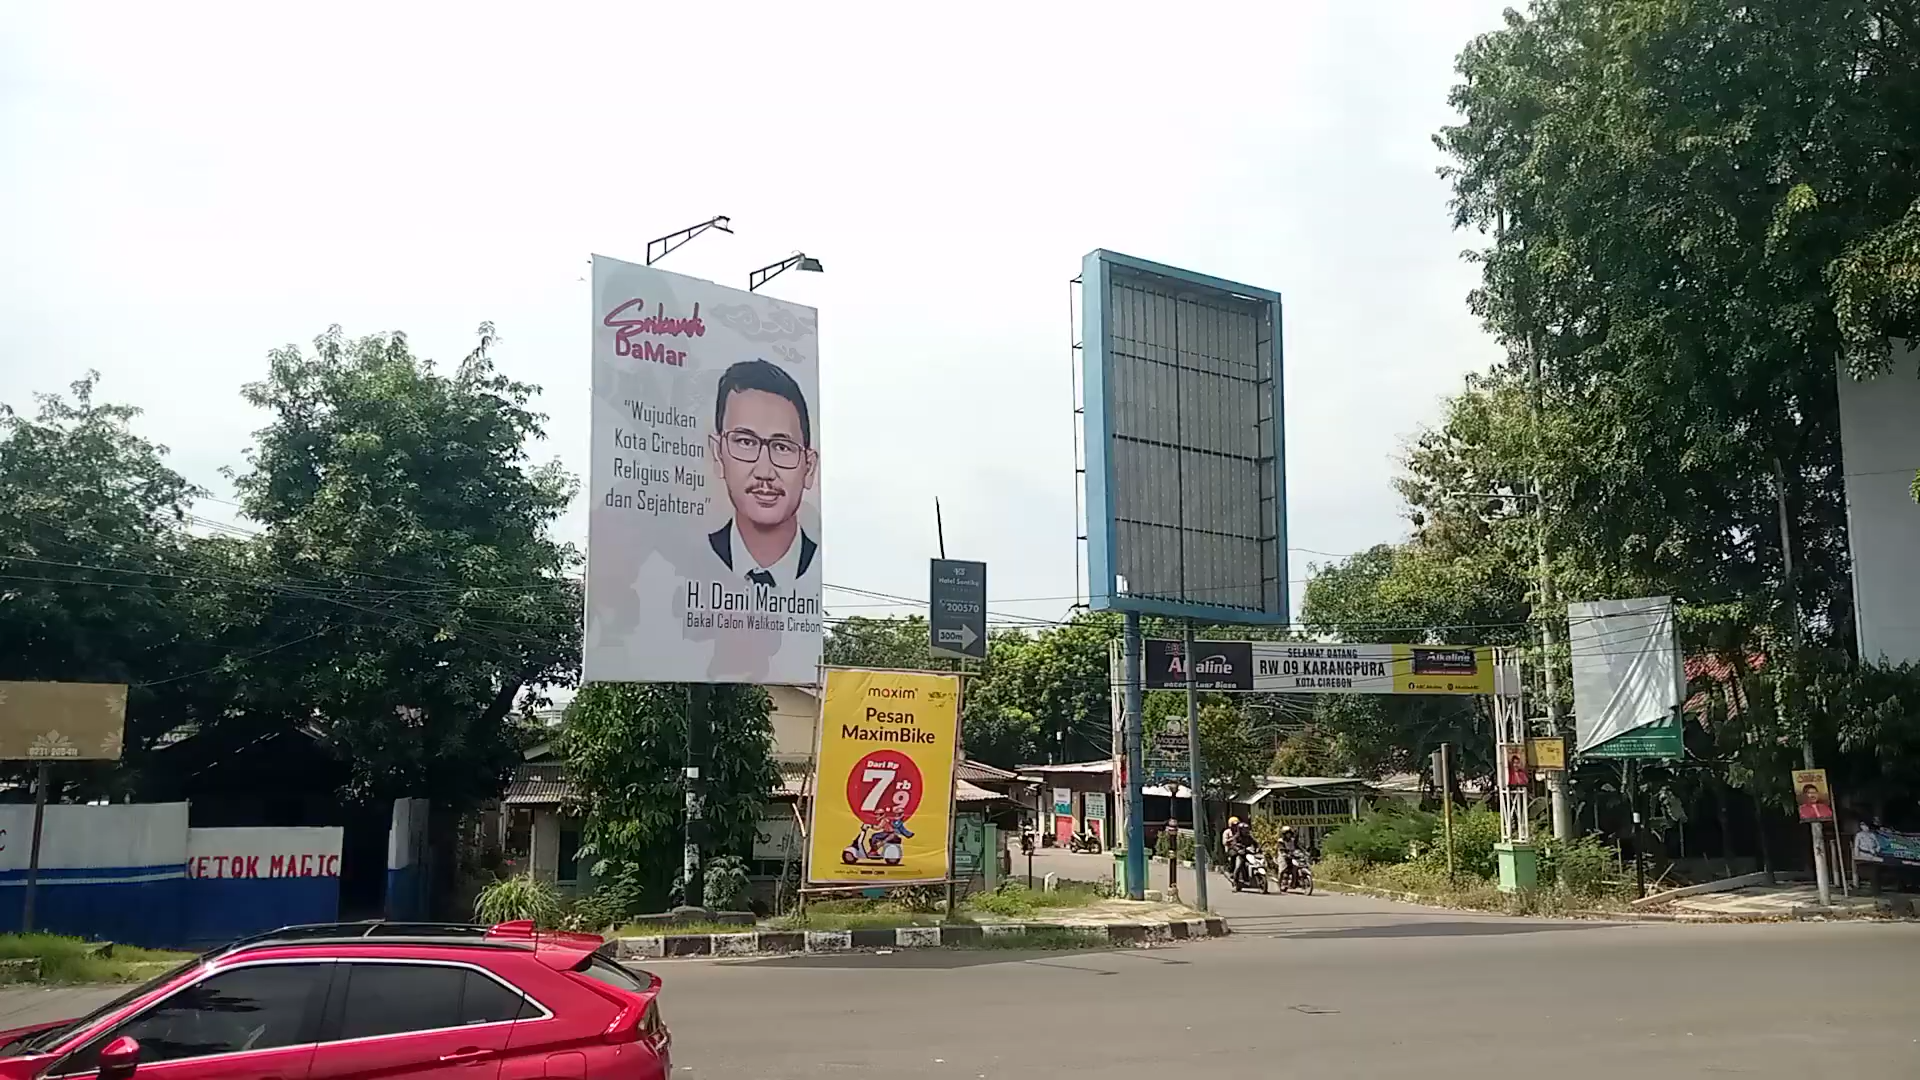 Srikandi
DaMar
"Wujudkan
Kota Cirebon
Religius Maju
dan Sejahtera"
H. Dani Mardani
Bakal Calon Walikota Cirebon
Hotel Santika
200570
300m
maxim
Pesan
MaximBike
Dari Rp
7 rb
9
ABC
Alkaline
SELAMAT DATANG
RW 09 KARANGPURA
KOTA CIREBON
Alkaline
BUBUR AYAM
KETOK MAGIC